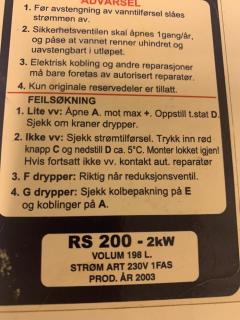 ADVARSEL
1. Før avstengning av vanntilførsel slåes
strømmen av.
2. Sikkerhetsventilen skal åpnes 1gang/år,
og påse at vannet renner uhindret og
uavstengbart i utløpet.
3. Elektrisk kobling og andre reparasjoner
må bare foretas av autorisert reparatør.
4. Kun originale reservedeler er tillatt.
FEILSØKNING
1. Lite vv: Åpne A. mot max +. Oppstill t.stat D.
Sjekk om kraner drypper.
2. Ikke vv: Sjekk strømtilførsel. Trykk inn rød
knapp C og nedstill D ca. 5°C. Monter lokket igjen!
Hvis fortsatt ikke vv. kontakt aut. reparatør
3. F drypper: Riktig når reduksjonsventil.
4. G drypper: Sjekk kolbepakning på E
og koblinger på A.
RS 200 - 2kW
VOLUM 198 L.
STRØM ART 230V 1FAS
PROD. ÅR 2003